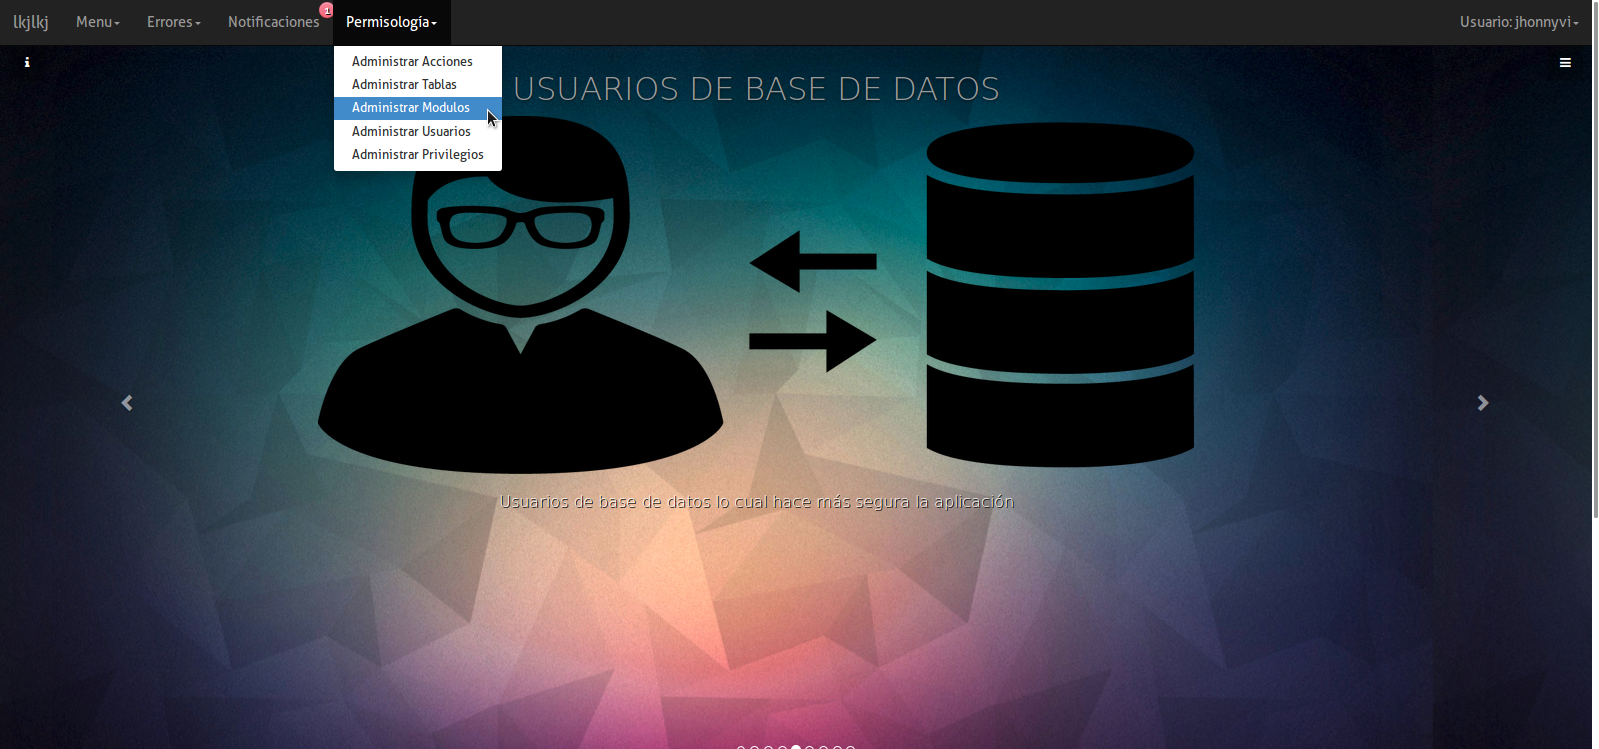 lkjlkj Menu Errores Notificaciones 1 Permisología Usuario: jhonnyvi
Administrar Acciones
Administrar Tablas
Administrar Modulos
Administrar Usuarios
Administrar Privilegios
USUARIOS DE BASE DE DATOS
Usuarios de base de datos lo cual hace más segura la aplicación